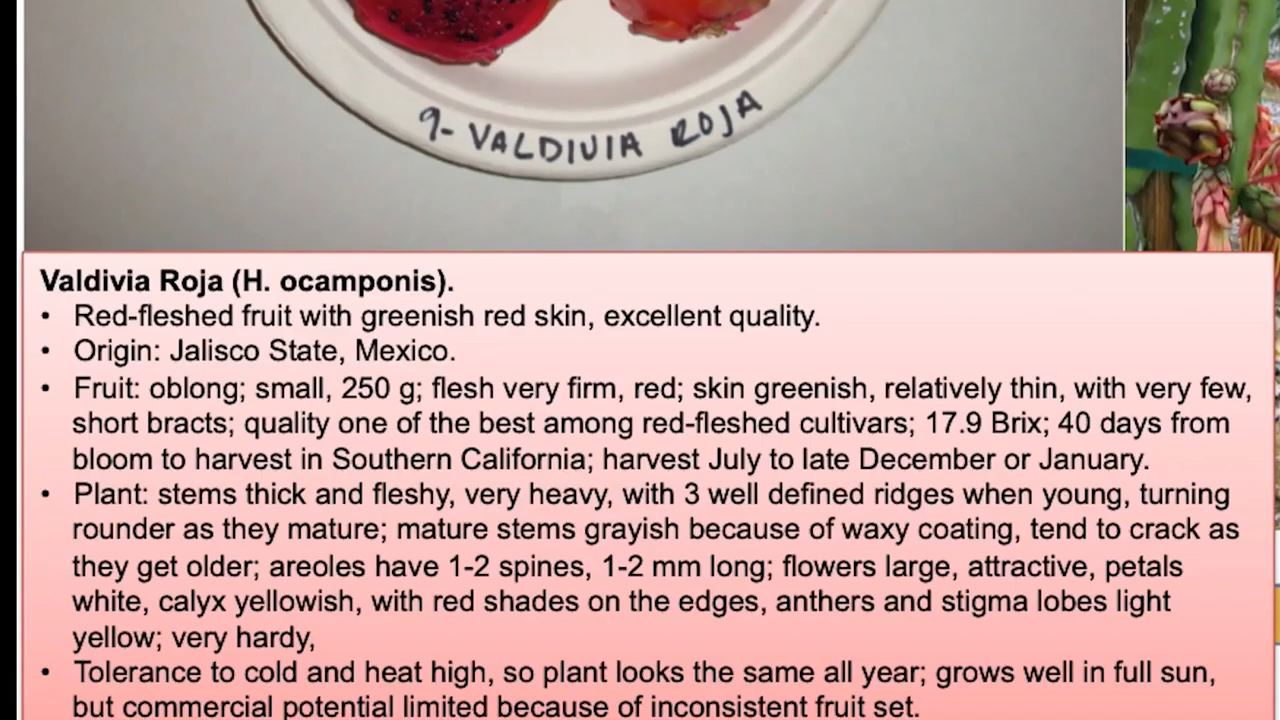 9- VALDIVIA ROJA
Valdivia Roja (H. ocamponis).
• Red-fleshed fruit with greenish red skin, excellent quality.
• Origin: Jalisco State, Mexico.
• Fruit: oblong; small, 250 g; flesh very firm, red; skin greenish, relatively thin, with very few,
short bracts; quality one of the best among red-fleshed cultivars; 17.9 Brix; 40 days from
bloom to harvest in Southern California; harvest July to late December or January.
• Plant: stems thick and fleshy, very heavy, with 3 well defined ridges when young, turning
rounder as they mature; mature stems grayish because of waxy coating, tend to crack as
they get older; areoles have 1-2 spines, 1-2 mm long; flowers large, attractive, petals
white, calyx yellowish, with red shades on the edges, anthers and stigma lobes light
yellow; very hardy,
• Tolerance to cold and heat high, so plant looks the same all year; grows well in full sun,
but commercial potential limited because of inconsistent fruit set.